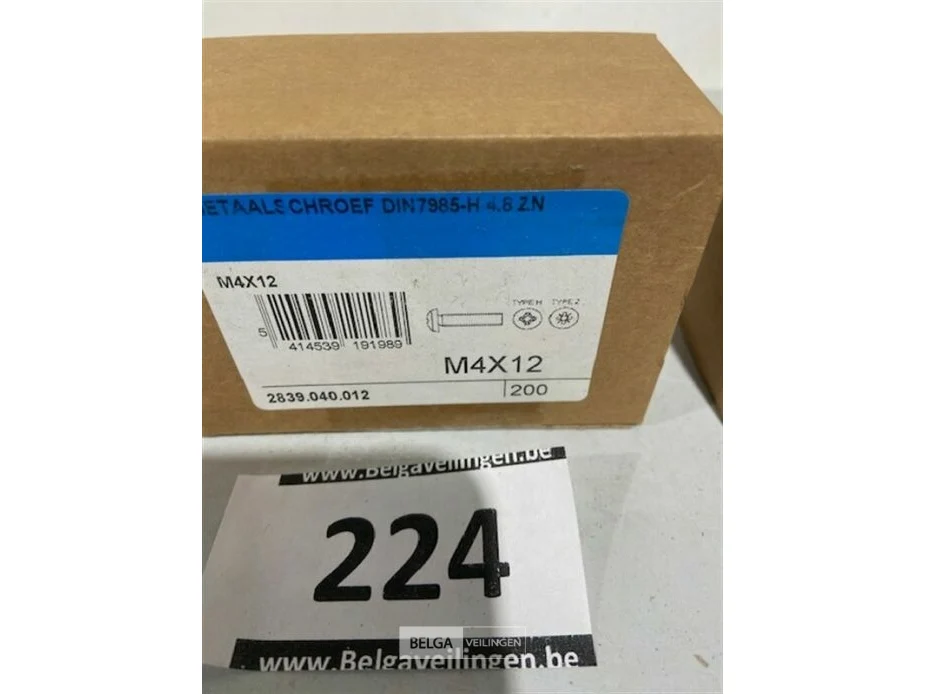 ETAALSCHROEF DIN7985-H 4.8 ZN
M4X12
TYPE H TYPE Z
5 414539 191989
M4X12
2839.040.012 200
www.Belgaveilingen.be
224
BELGA VEILINGEN
www.Belgaveilingen.be